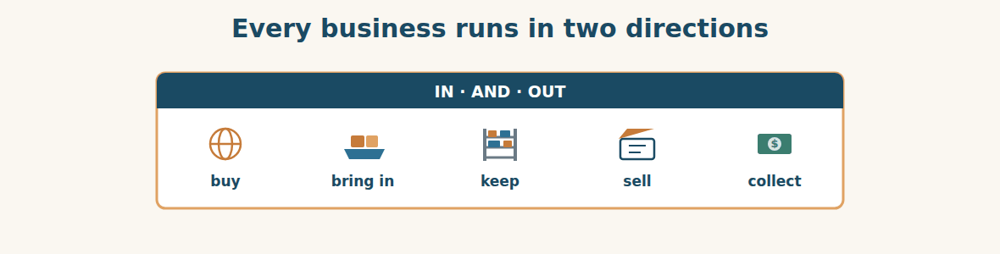 Every business runs in two directions
IN · AND · OUT
$
buy
bring in
keep
sell
collect